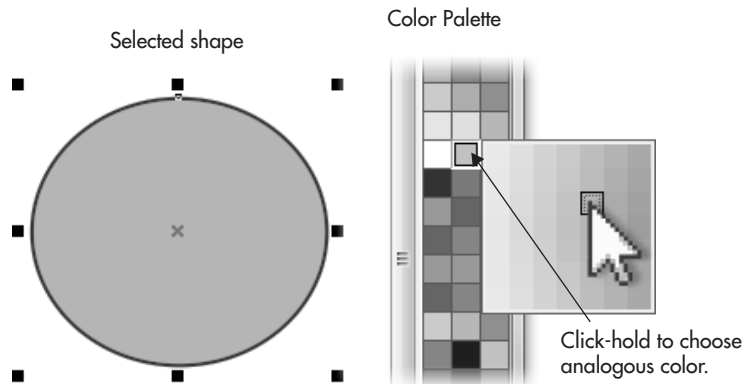 Color Palette
Selected shape
Click-hold to choose
analogous color.